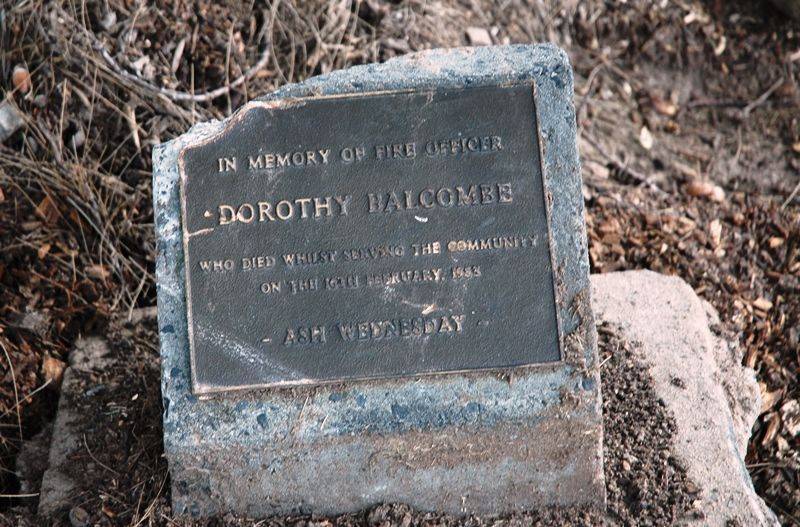 IN MEMORY OF FIRE OFFICER
DOROTHY BALCOMBE
WHO DIED WHILST SERVING THE COMMUNITY
ON THE 16TH FEBRUARY, 1983
- ASH WEDNESDAY -